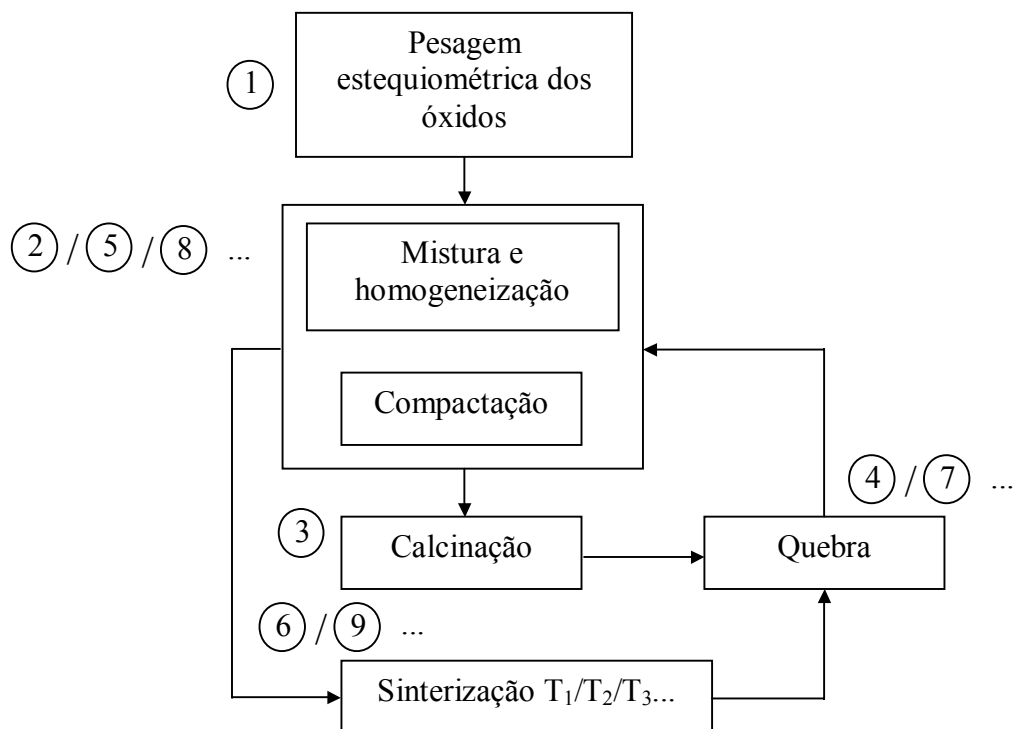 Pesagem
estequiométrica dos
óxidos
1
2 / 5 / 8 ...
Mistura e
homogeneização
Compactação
4 / 7 ...
3
Calcinação
Quebra
6 / 9 ...
Sinterização T₁/T₂/T₃...